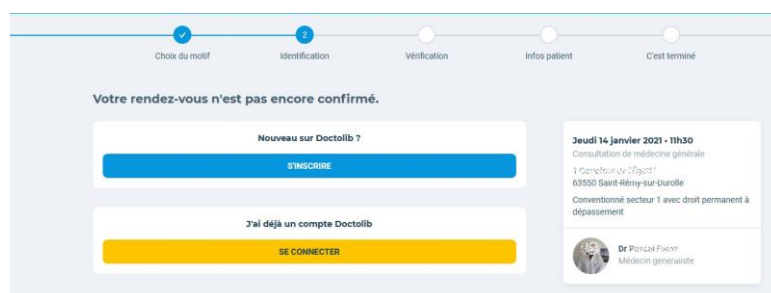 2
Choix du motif
Identification
Vérification
Infos patient
C'est terminé
Votre rendez-vous n'est pas encore confirmé.
Nouveau sur Doctolib ?
S'INSCRIRE
J'ai déjà un compte Doctolib
SE CONNECTER
Jeudi 14 janvier 2021 • 11h30
Consultation de médecine générale
63550 Saint-Rémy-sur-Durolle
Conventionné secteur 1 avec droit permanent à
dépassement
Dr
Médecin généraliste